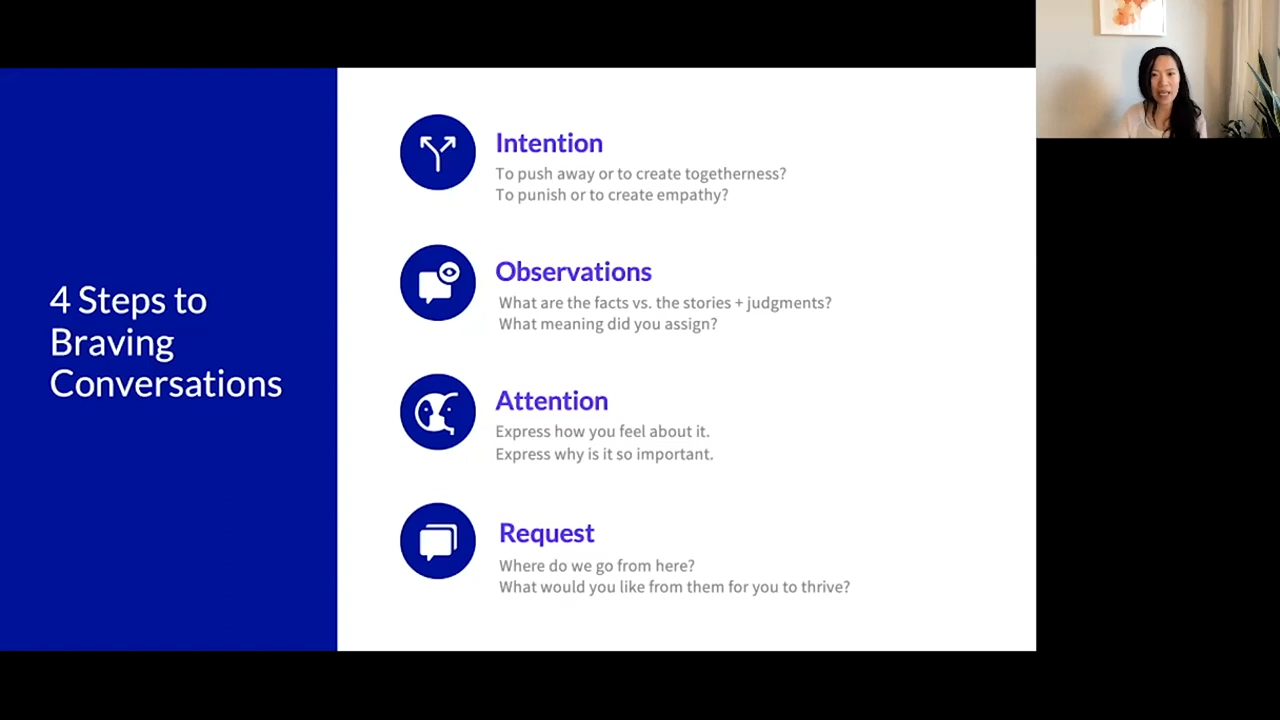 4 Steps to
Braving
Conversations
Intention
To push away or to create togetherness?
To punish or to create empathy?
Observations
What are the facts vs. the stories + judgments?
What meaning did you assign?
Attention
Express how you feel about it.
Express why is it so important.
Request
Where do we go from here?
What would you like from them for you to thrive?